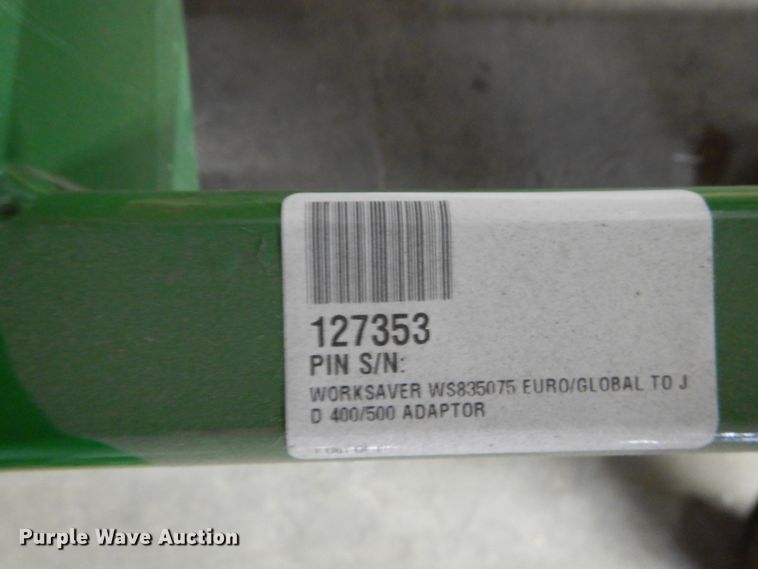 127353
PIN S/N:
WORKSAVER WS835075 EURO/GLOBAL TO J
D 400/500 ADAPTOR
Purple Wave Auction